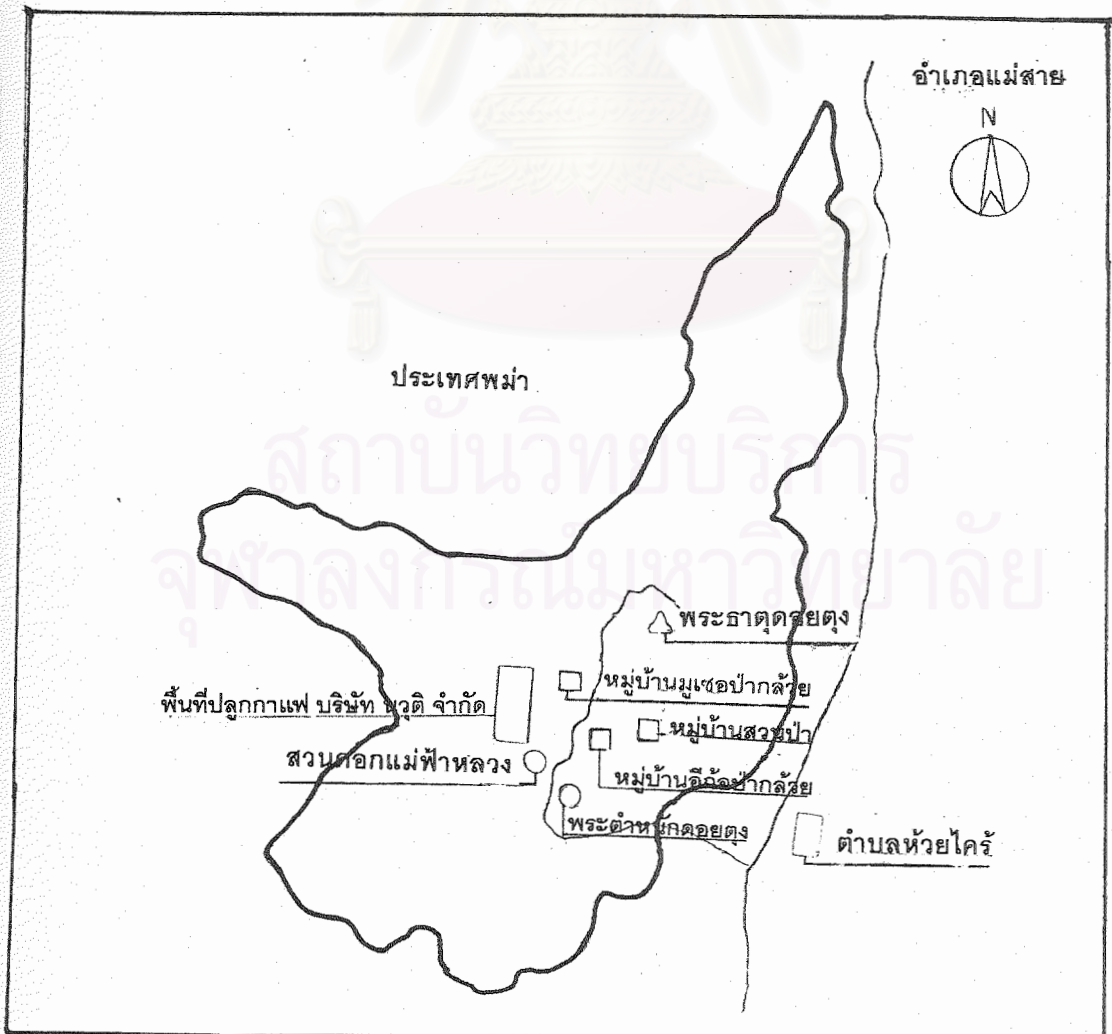 อำเภอแม่สาย
N
ประเทศพม่า
สถาบันวิทยบริการ
จุฬาลงกรณ์มหาวิทยาลัย
พระธาตุดอยตุง
หมู่บ้านมูเซอป่ากล้วย
พื้นที่ปลูกกาแฟ บริษัท นวุติ จำกัด
หมู่บ้านสวนป่า
สวนดอกแม่ฟ้าหลวง
หมู่บ้านอีก้อป่ากล้วย
พระตำหนักดอยตุง
ตำบลห้วยไคร้